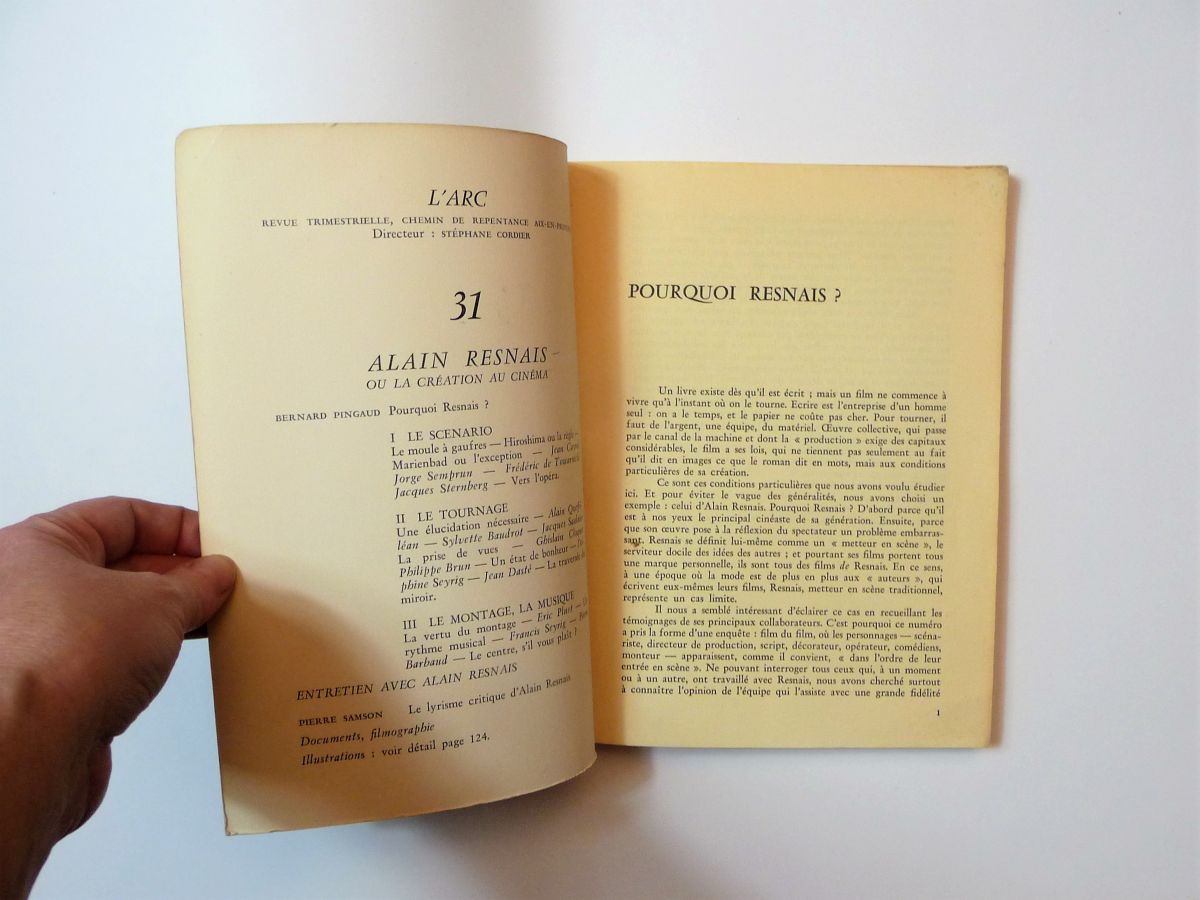 L'ARC
REVUE TRIMESTRIELLE, CHEMIN DE REPENTANCE
Directeur : STÉPHANE CORDIER
31
ALAIN RESNAIS
OU LA CRÉATION AU CINÉMA
BERNARD PINGAUD Pourquoi Resnais ?
I LE SCENARIO
Le moule à gaufres — Hiroshima ou la règle —
Marienbad ou l'exception — Jean
Jorge Semprun — Frédéric de
Jacques Sternberg — Vers l'opéra.
II LE TOURNAGE
Une élucidation nécessaire — Alain
léan — Sylvette Baudrot — Jacques
La prise de vues — Ghislain
Philippe Brun — Un état de bonheur —
phine Seyrig — Jean Dasté — La traversée
miroir.
III LE MONTAGE, LA MUSIQUE
La vertu du montage — Eric Pluet —
rythme musical — Francis Seyrig —
Barbaud — Le centre, s'il vous plaît ?
ENTRETIEN AVEC ALAIN RESNAIS
PIERRE SAMSON Le lyrisme critique d'Alain Resnais
Documents, filmographie
Illustrations : voir détail page 124.
POURQUOI RESNAIS ?
Un livre existe dès qu'il est écrit ; mais un film ne commence à
vivre qu'à l'instant où on le tourne. Ecrire est l'entreprise d'un homme
seul : on a le temps, et le papier ne coûte pas cher. Pour tourner, il
faut de l'argent, une équipe, du matériel. Œuvre collective, qui passe
par le canal de la machine et dont la « production » exige des capitaux
considérables, le film a ses lois, qui ne tiennent pas seulement au fait
qu'il dit en images ce que le roman dit en mots, mais aux conditions
particulières de sa création.
Ce sont ces conditions particulières que nous avons voulu étudier
ici. Et pour éviter le vague des généralités, nous avons choisi un
exemple : celui d'Alain Resnais. Pourquoi Resnais ? D'abord parce qu'il
est à nos yeux le principal cinéaste de sa génération. Ensuite, parce
que son œuvre pose à la réflexion du spectateur un problème embarras-
sant. Resnais se définit lui-même comme un « metteur en scène », le
serviteur docile des idées des autres ; et pourtant ses films portent tous
une marque personnelle, ils sont tous des films de Resnais. En ce sens,
à une époque où la mode est de plus en plus aux « auteurs », qui
écrivent eux-mêmes leurs films, Resnais, metteur en scène traditionnel,
représente un cas limite.
Il nous a semblé intéressant d'éclairer ce cas en recueillant les
témoignages de ses principaux collaborateurs. C'est pourquoi ce numéro
a pris la forme d'une enquête : film du film, où les personnages — scéna-
riste, directeur de production, script, décorateur, opérateur, comédiens,
monteur — apparaissent, comme il convient, « dans l'ordre de leur
entrée en scène ». Ne pouvant interroger tous ceux qui, à un moment
ou à un autre, ont travaillé avec Resnais, nous avons cherché surtout
à connaître l'opinion de l'équipe qui l'assiste avec une grande fidélité
1